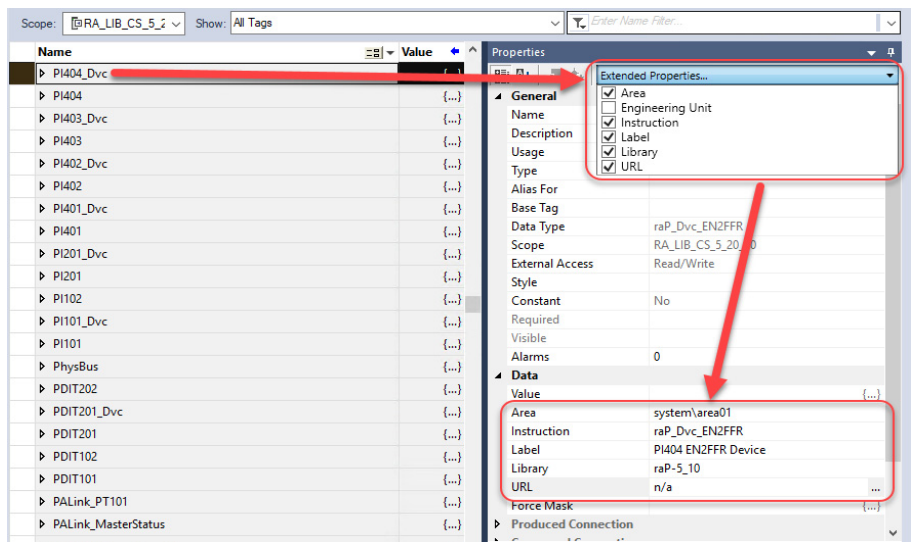 Scope: RA_LIB_CS_5_2 Show: All Tags Enter Name Filter...
Name Value
PI404_Dvc {...}
PI404 {...}
PI403_Dvc {...}
PI403 {...}
PI402_Dvc {...}
PI402 {...}
PI401_Dvc {...}
PI401 {...}
PI201_Dvc {...}
PI201 {...}
PI102 {...}
PI101_Dvc {...}
PI101 {...}
PhysBus {...}
PDIT202 {...}
PDIT201_Dvc {...}
PDIT201 {...}
PDIT102 {...}
PDIT101 {...}
PALink_PT101 {...}
PALink_MasterStatus {...}
Properties
Extended Properties...
Area
Engineering Unit
Instruction
Label
Library
URL
General
Name
Description
Usage
Type
Alias For
Base Tag
Data Type raP_Dvc_EN2FFR
Scope
External Access Read/Write
Style
Constant No
Required
Visible
Alarms 0
Data
Value {...}
Area system\area01
Instruction raP_Dvc_EN2FFR
Label PI404 EN2FFR Device
Library raP-5_10
URL n/a ...
Force Mask {...}
Produced Connection